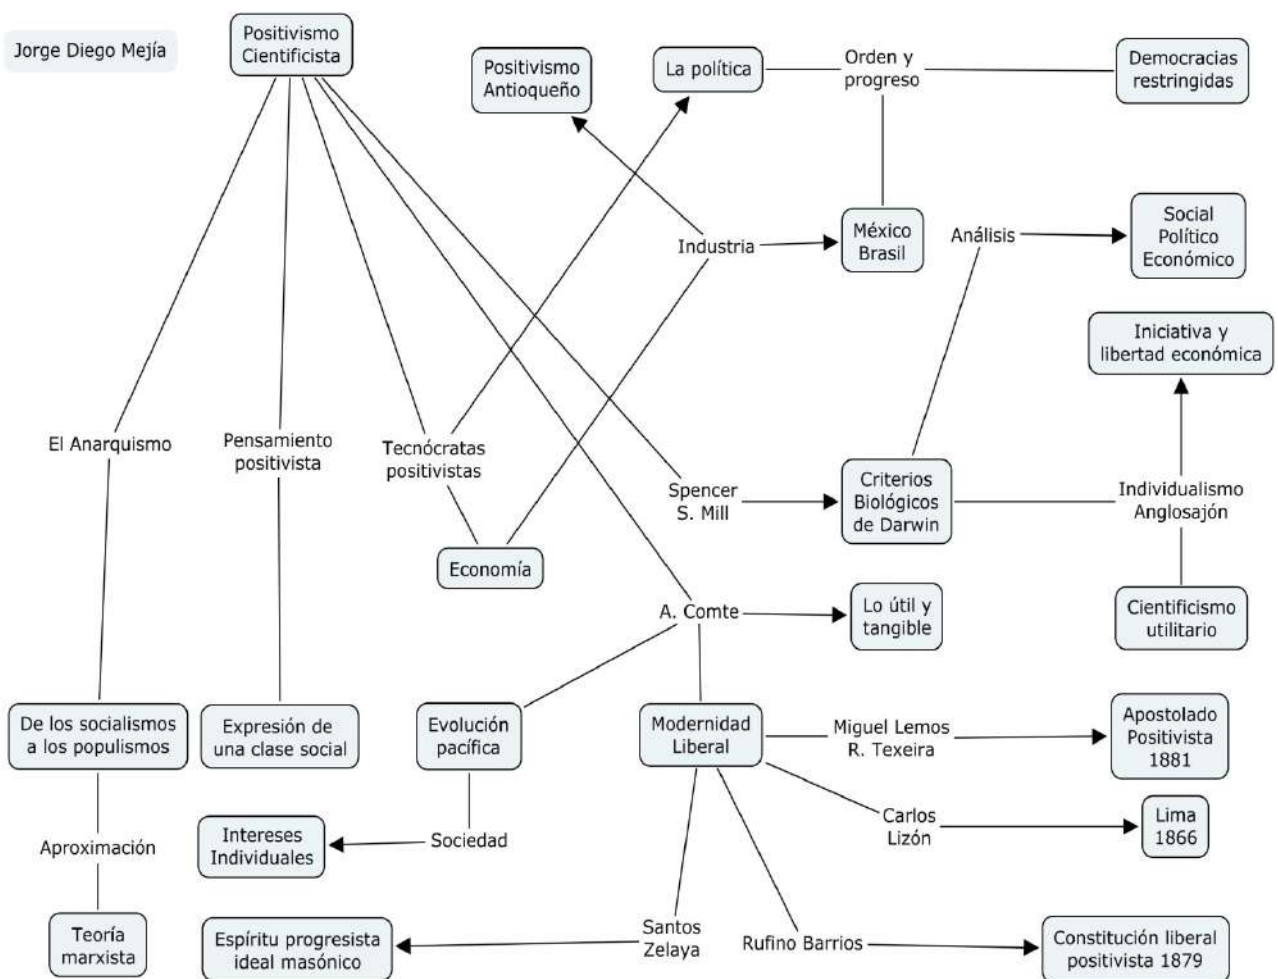 Jorge Diego Mejía
Positivismo
Cientificista
Positivismo
Antioqueño
La política
Orden y
progreso
Democracias
restringidas
Industria
México
Brasil
Análisis
Social
Político
Económico
Iniciativa y
libertad económica
El Anarquismo
Pensamiento
positivista
Tecnócratas
positivistas
Spencer
S. Mill
Criterios
Biológicos
de Darwin
Individualismo
Anglosajón
Economía
A. Comte
Lo útil y
tangible
Cientificismo
utilitario
De los socialismos
a los populismos
Expresión de
una clase social
Evolución
pacífica
Modernidad
Liberal
Miguel Lemos
R. Texeira
Apostolado
Positivista
1881
Aproximación
Intereses
Individuales
Sociedad
Carlos
Lizón
Lima
1866
Teoría
marxista
Espíritu progresista
ideal masónico
Santos
Zelaya
Rufino Barrios
Constitución liberal
positivista 1879